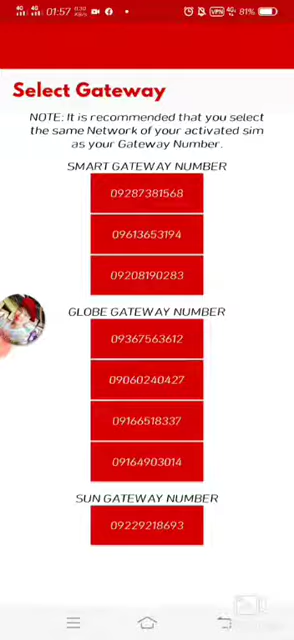 01:57
81%
Select Gateway
NOTE: It is recommended that you select
the same Network of your activated sim
as your Gateway Number.
SMART GATEWAY NUMBER
09287381568
09613653194
09208190283
GLOBE GATEWAY NUMBER
09367563612
09060240427
09166518337
09164903014
SUN GATEWAY NUMBER
09229218693